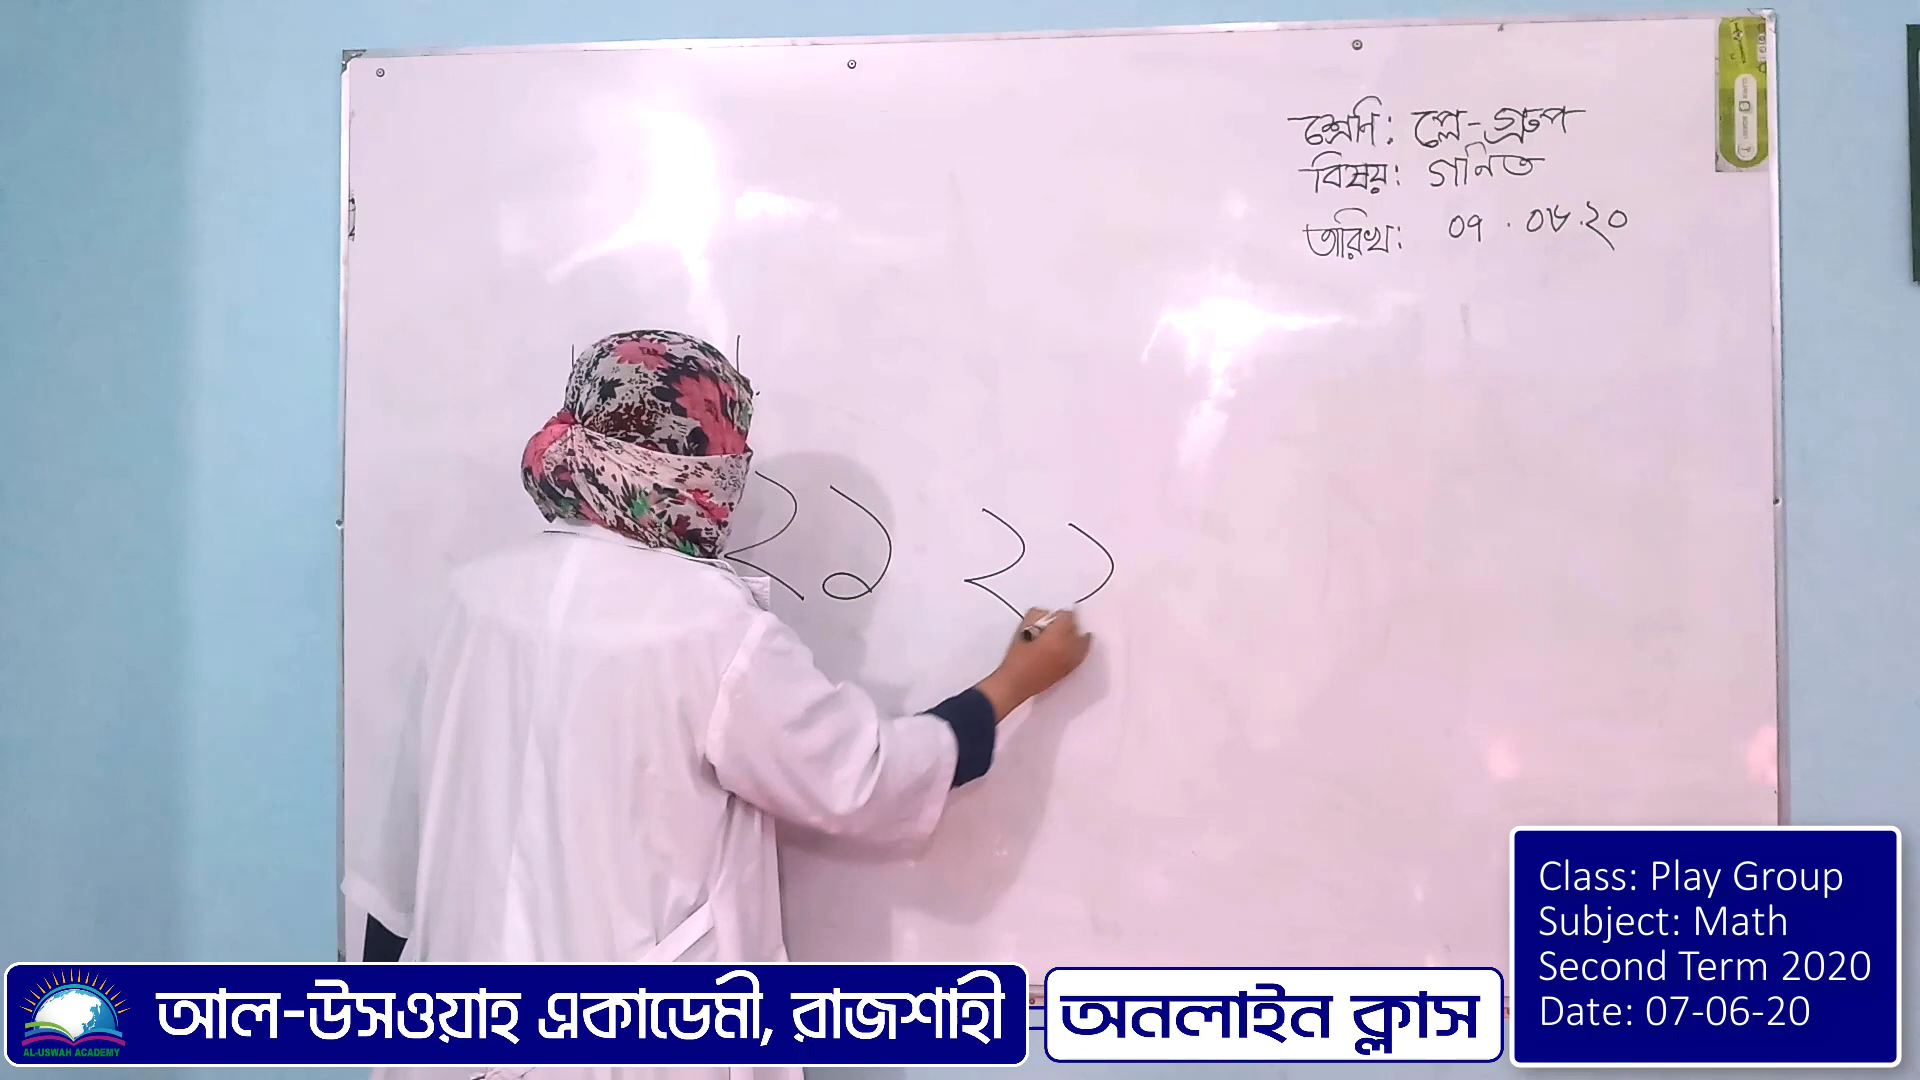 শ্রেণি: প্লে-গ্রুপ
বিষয়: গনিত
তারিখ: ০৭.০৬.২০
২১ ২১
Class: Play Group
Subject: Math
Second Term 2020
Date: 07-06-20
AL-USWAH ACADEMY
আল-উসওয়াহ একাডেমী, রাজশাহী
অনলাইন ক্লাস